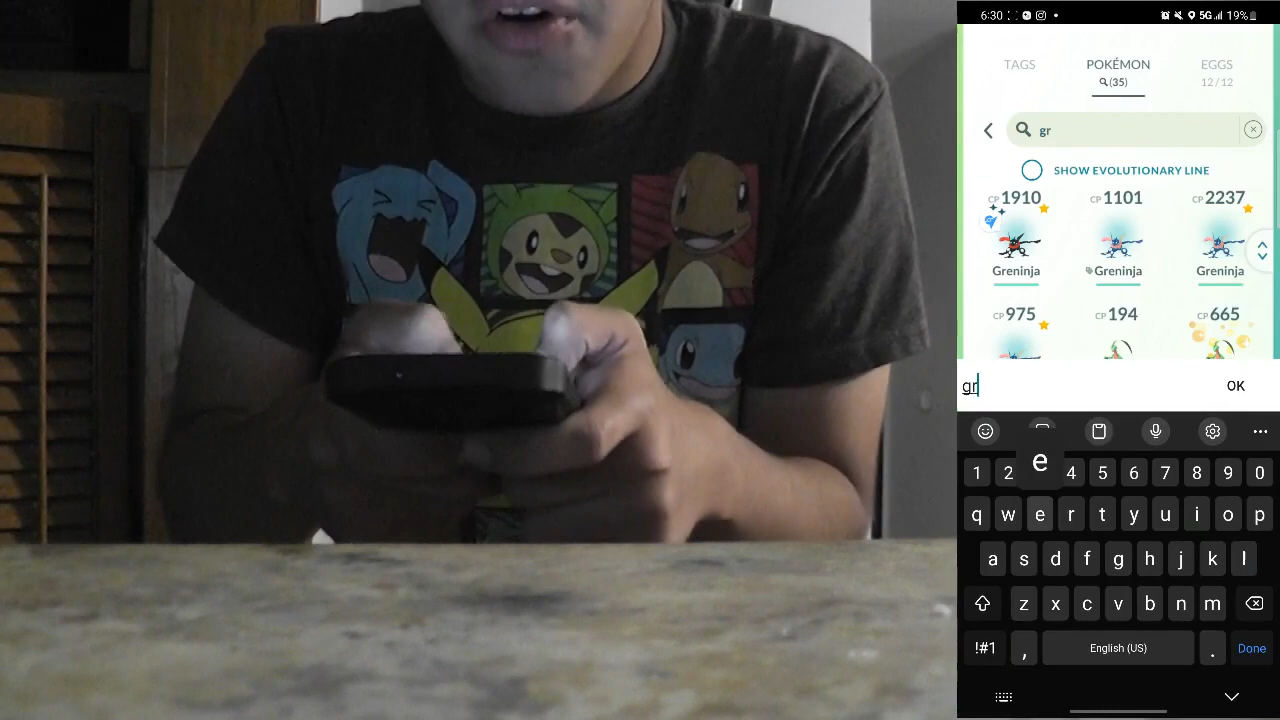 6:30 5G 19%
TAGS POKÉMON EGGS
(35) 12/12
gr
SHOW EVOLUTIONARY LINE
CP 1910 CP 1101 CP 2237
Greninja Greninja Greninja
CP 975 CP 194 CP 665
gr OK
e
1 2 4 5 6 7 8 9 0
q w e r t y u i o p
a s d f g h j k l
z x c v b n m
!#1 , English (US) . Done